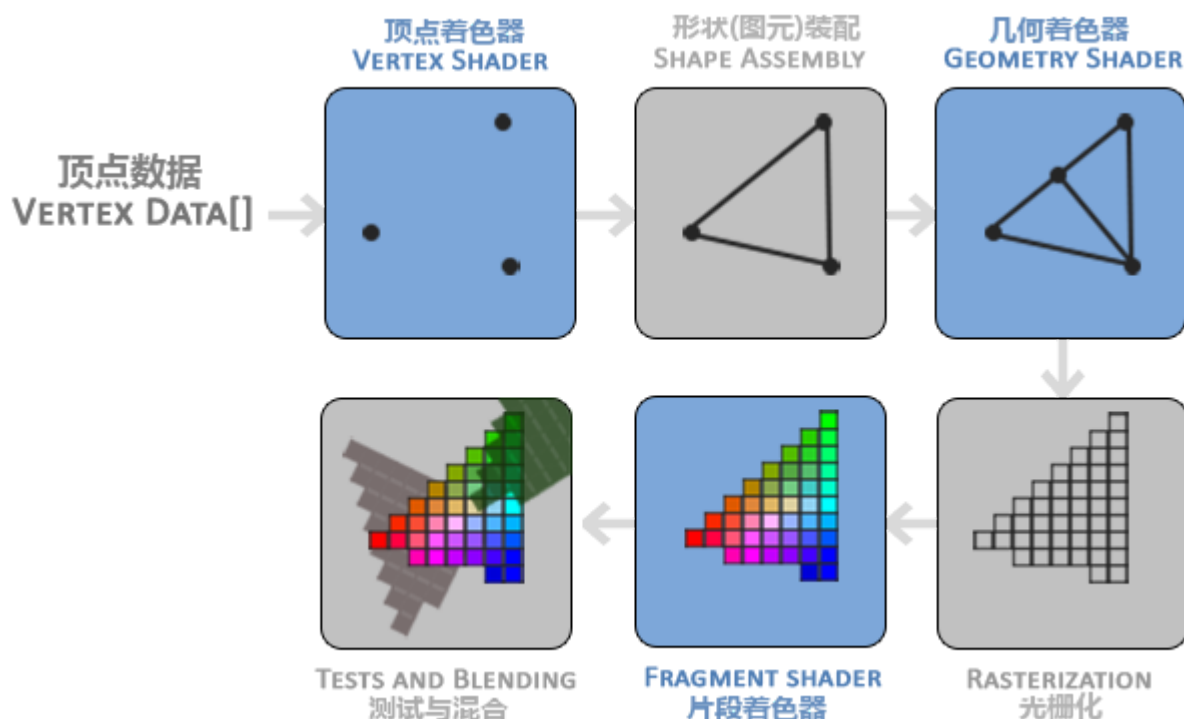 顶点着色器
VERTEX SHADER
形状(图元)装配
SHAPE ASSEMBLY
几何着色器
GEOMETRY SHADER
顶点数据
VERTEX DATA[]
TESTS AND BLENDING
测试与混合
FRAGMENT SHADER
片段着色器
RASTERIZATION
光栅化